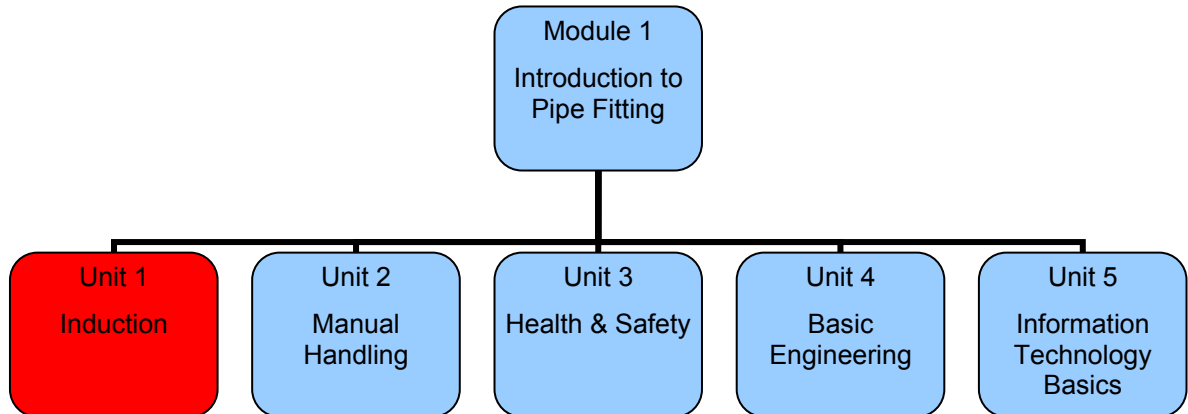 Module 1
Introduction to
Pipe Fitting
Unit 1
Induction
Unit 2
Manual
Handling
Unit 3
Health & Safety
Unit 4
Basic
Engineering
Unit 5
Information
Technology
Basics